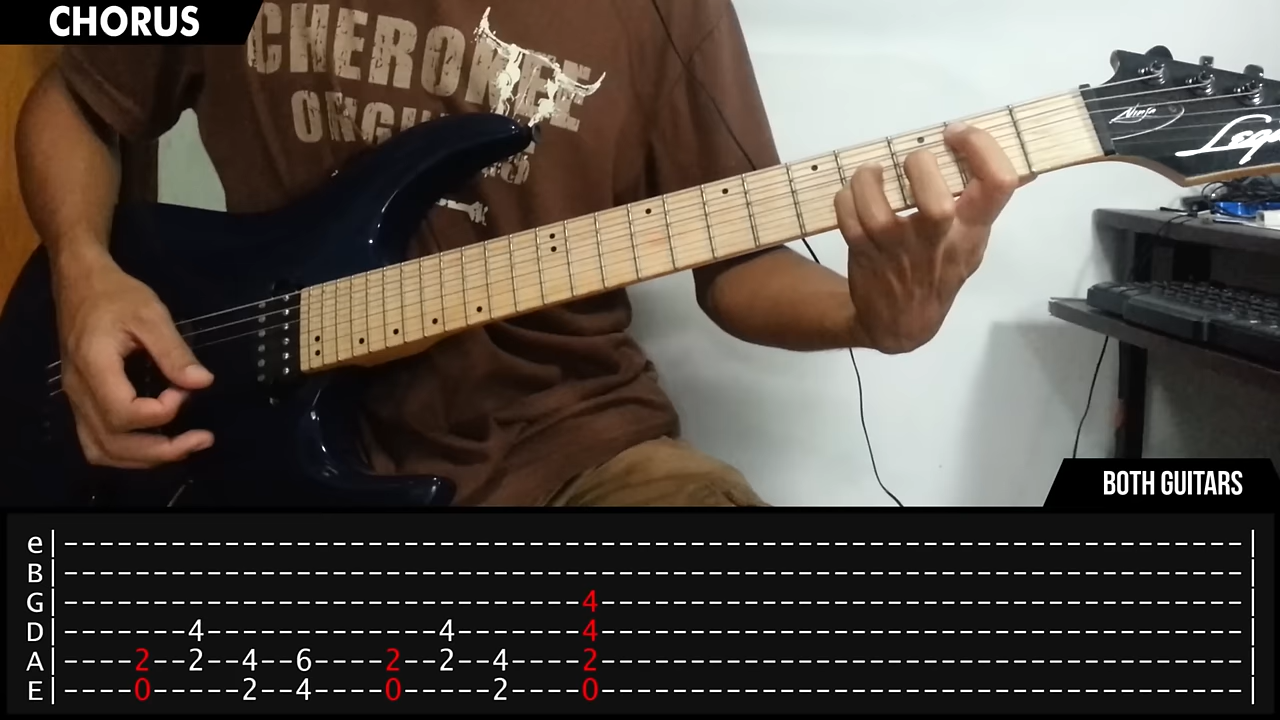 CHORUS
CHEROKEE
Ninja
BOTH GUITARS
e|------------------------------------------------------------------|
B|------------------------------------------------------------------|
G|-----------------------------4------------------------------------|
D|-------4-------------4-------4------------------------------------|
A|----2--2--4--6----2--2--4----2------------------------------------|
E|----0-----2--4----0-----2----0------------------------------------|